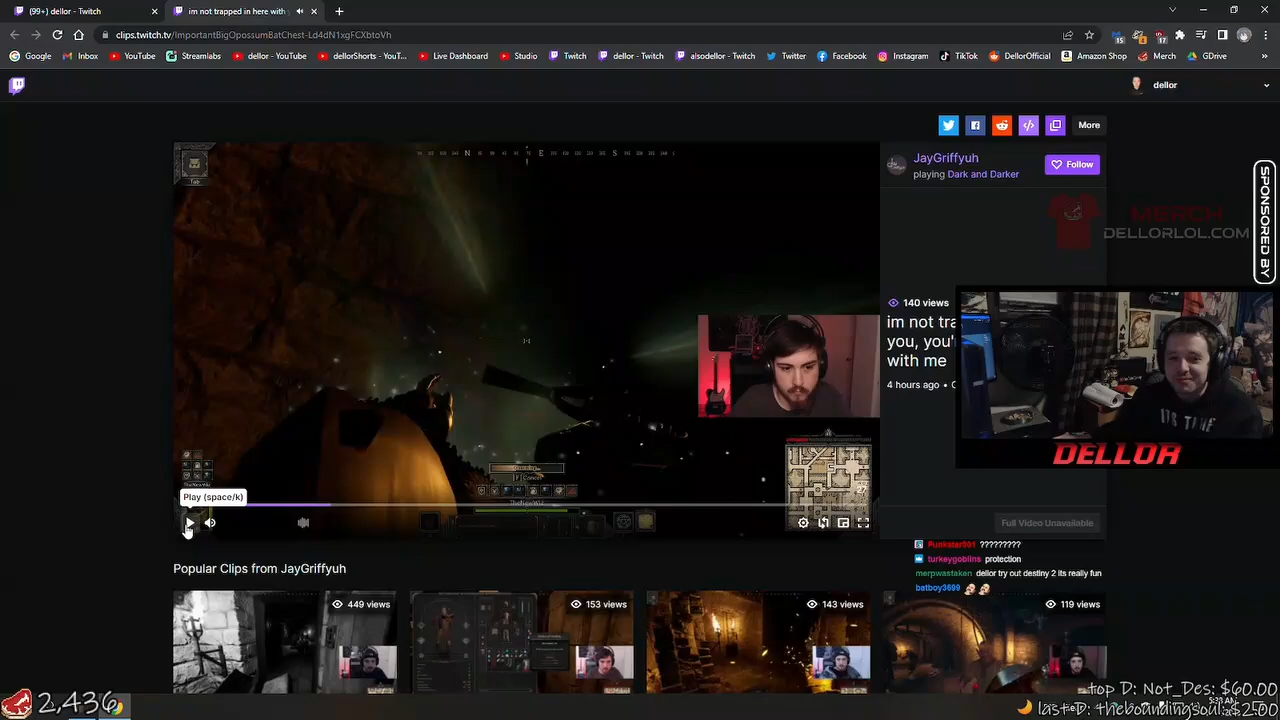 (99+) dellor - Twitch
im not trapped in here with
clips.twitch.tv/ImportantBigOpossumBatChest-Ld4dN1xgFCXbtoVh
Google
Inbox
YouTube
Streamlabs
dellor - YouTube
dellorShorts - YouT...
Live Dashboard
Studio
Twitch
dellor - Twitch
alsodellor - Twitch
Twitter
Facebook
Instagram
TikTok
DellorOfficial
Amazon Shop
Merch
GDrive
dellor
More
JayGriffyuh
playing Dark and Darker
Follow
MERCH
DELLORLOL.COM
SPONSORED BY
Tab
N
E
S
140 views
im not tra
you, you'
with me
4 hours ago •
ITS TIME
DELLOR
Play (space/k)
Full Video Unavailable
Punkster001 ?????????
turkeygoblins protection
merpwastaken dellor try out destiny 2 its really fun
batboy3699
Popular Clips from JayGriffyuh
449 views
153 views
143 views
119 views
2,436
top D: Not_Des: $60.00
last D: theboundingsoul: $2.00